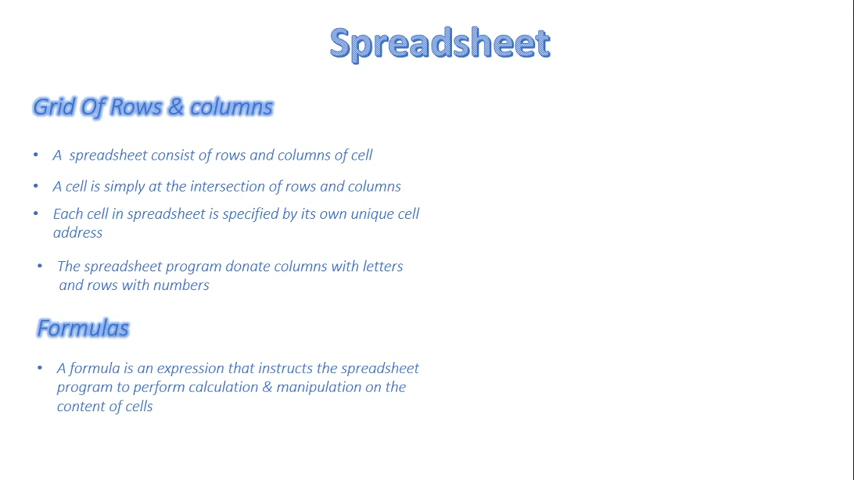 Spreadsheet
Grid Of Rows & columns
• A spreadsheet consist of rows and columns of cell
• A cell is simply at the intersection of rows and columns
• Each cell in spreadsheet is specified by its own unique cell
address
• The spreadsheet program donate columns with letters
and rows with numbers
Formulas
• A formula is an expression that instructs the spreadsheet
program to perform calculation & manipulation on the
content of cells